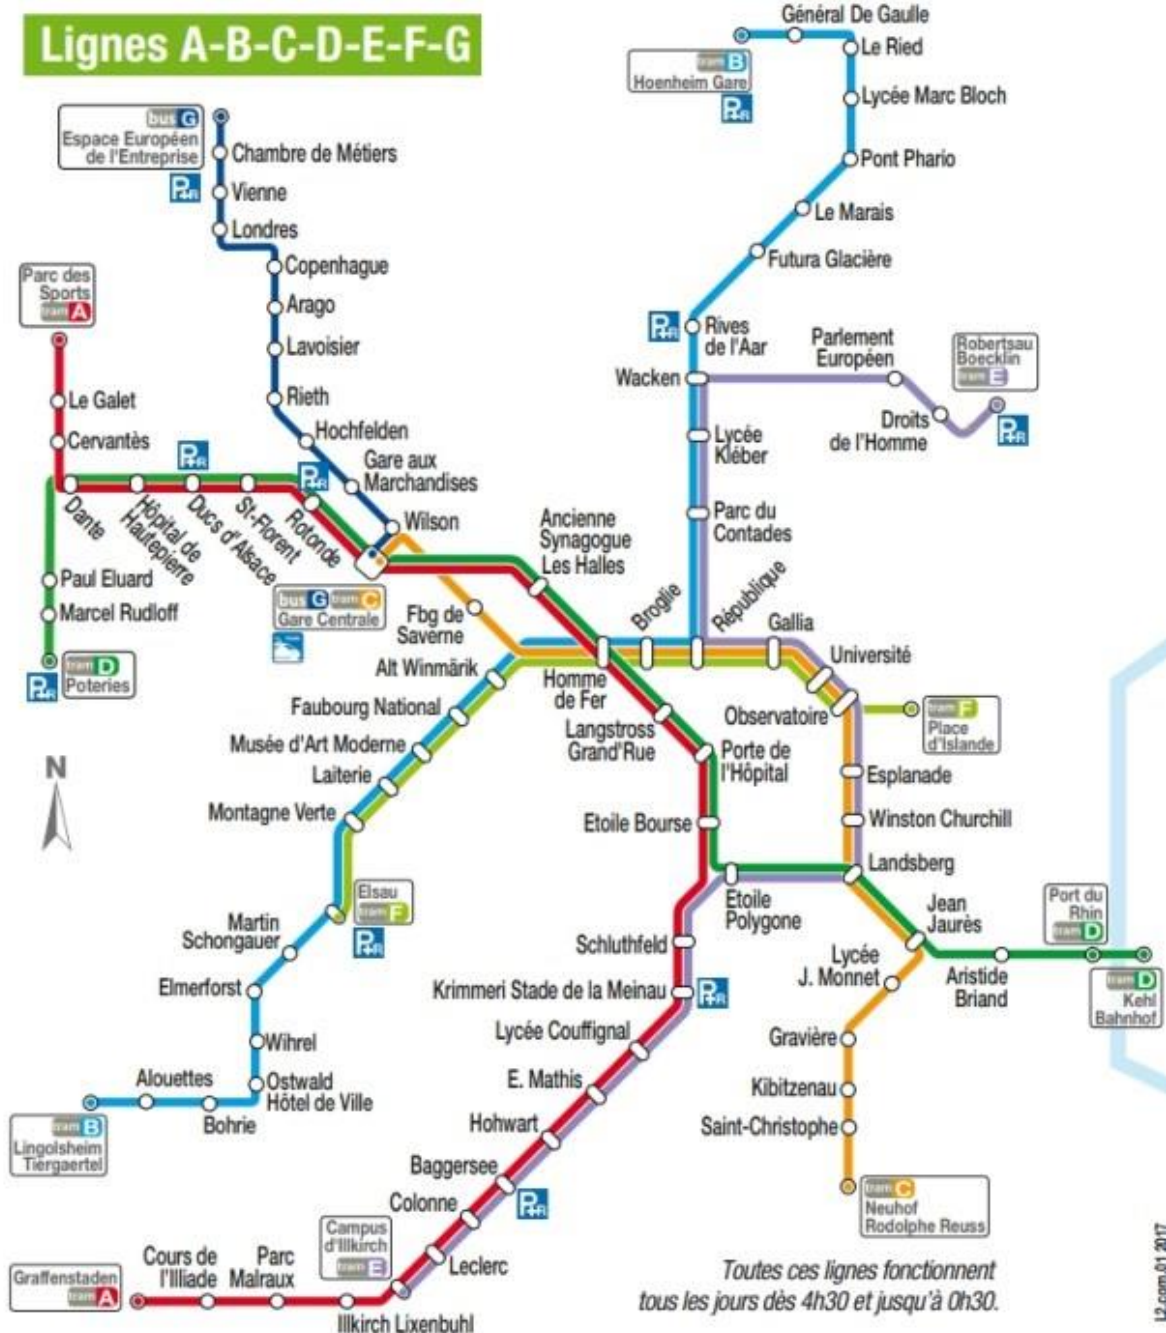 Lignes A-B-C-D-E-F-G
Général De Gaulle
tram B
Hoenheim Gare
P+R
Le Ried
Lycée Marc Bloch
Pont Phario
Le Marais
Futura Glacière
P+R
Rives
de l'Aar
bus G
Espace Européen
de l'Entreprise
P+R
Chambre de Métiers
Vienne
Londres
Copenhague
Arago
Lavoisier
Rieth
Hochfelden
Gare aux
Marchandises
Wilson
Parc des
Sports
tram A
Le Galet
Cervantès
P+R
P+R
Dante
Hôpital de
Hautepierre
Ducs d'Alsace
St-Florent
Rotonde
Paul Eluard
Marcel Rudloff
P+R
tram D
Poteries
bus G tram C
Gare Centrale
Wacken
Parlement
Européen
Robertsau
Boecklin
tram E
P+R
Droits
de l'Homme
Lycée
Kléber
Parc du
Contades
Ancienne
Synagogue
Les Halles
Fbg de
Saverne
Broglie
République
Gallia
Université
Alt Winmärik
Homme
de Fer
Faubourg National
Langstross
Grand'Rue
Observatoire
tram F
Place
d'Islande
Musée d'Art Moderne
Porte de
l'Hôpital
Laiterie
Esplanade
Montagne Verte
Etoile Bourse
Winston Churchill
N
Landsberg
Elsau
tram F
P+R
Etoile
Polygone
Jean
Jaurès
Port du
Rhin
tram D
Martin
Schongauer
Schluthfeld
Lycée
J. Monnet
Aristide
Briand
tram D
Kehl
Bahnhof
Elmerforst
Krimmeri Stade de la Meinau
P+R
Wihrel
Lycée Couffignal
Gravière
Alouettes
Ostwald
Hôtel de Ville
E. Mathis
Kibitzenau
Bohrie
Hohwart
Saint-Christophe
tram B
Lingolsheim
Tiergaertel
Baggersee
P+R
Colonne
tram C
Neuhof
Rodolphe Reuss
Campus
d'Illkirch
tram E
Leclerc
Cours de
l'Illiade
Parc
Malraux
Graffenstaden
tram A
Illkirch Lixenbuhl
Toutes ces lignes fonctionnent
tous les jours dès 4h30 et jusqu'à 0h30.